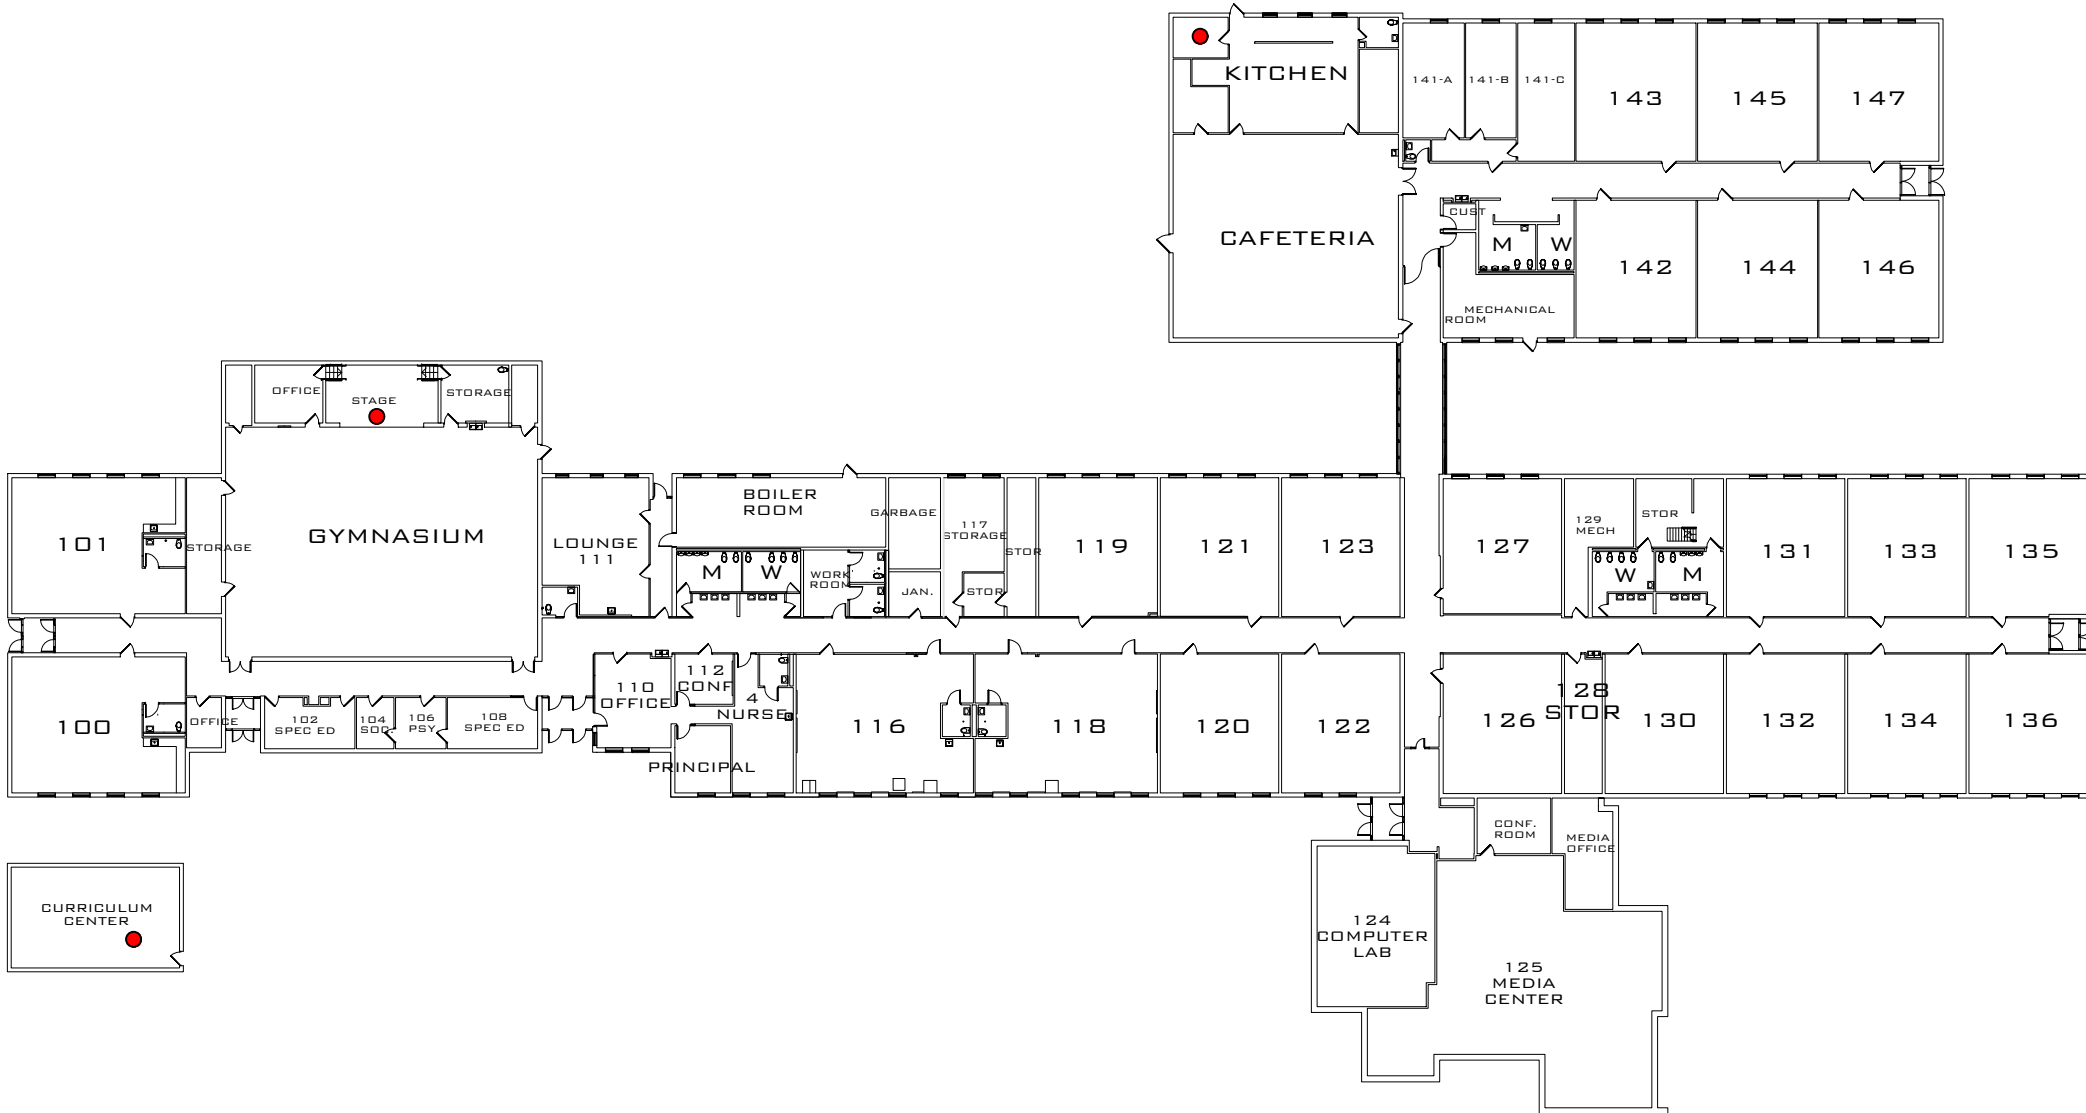 KITCHEN
141-A
141-B
141-C
143
145
147
CUST
CAFETERIA
M
W
142
144
146
MECHANICAL
ROOM
OFFICE
STAGE
STORAGE
GYMNASIUM
101
STORAGE
LOUNGE
111
BOILER
ROOM
GARBAGE
117
STORAGE
STOR
M
W
WORK
ROOM
JAN.
STOR
119
121
123
127
129
MECH
STOR
W
M
131
133
135
100
OFFICE
102
SPEC ED
104
SOC.
106
PSY
108
SPEC ED
110
OFFICE
112
CONF
4
NURSE
PRINCIPAL
116
118
120
122
126
128
STOR
130
132
134
136
CONF.
ROOM
MEDIA
OFFICE
CURRICULUM
CENTER
124
COMPUTER
LAB
125
MEDIA
CENTER